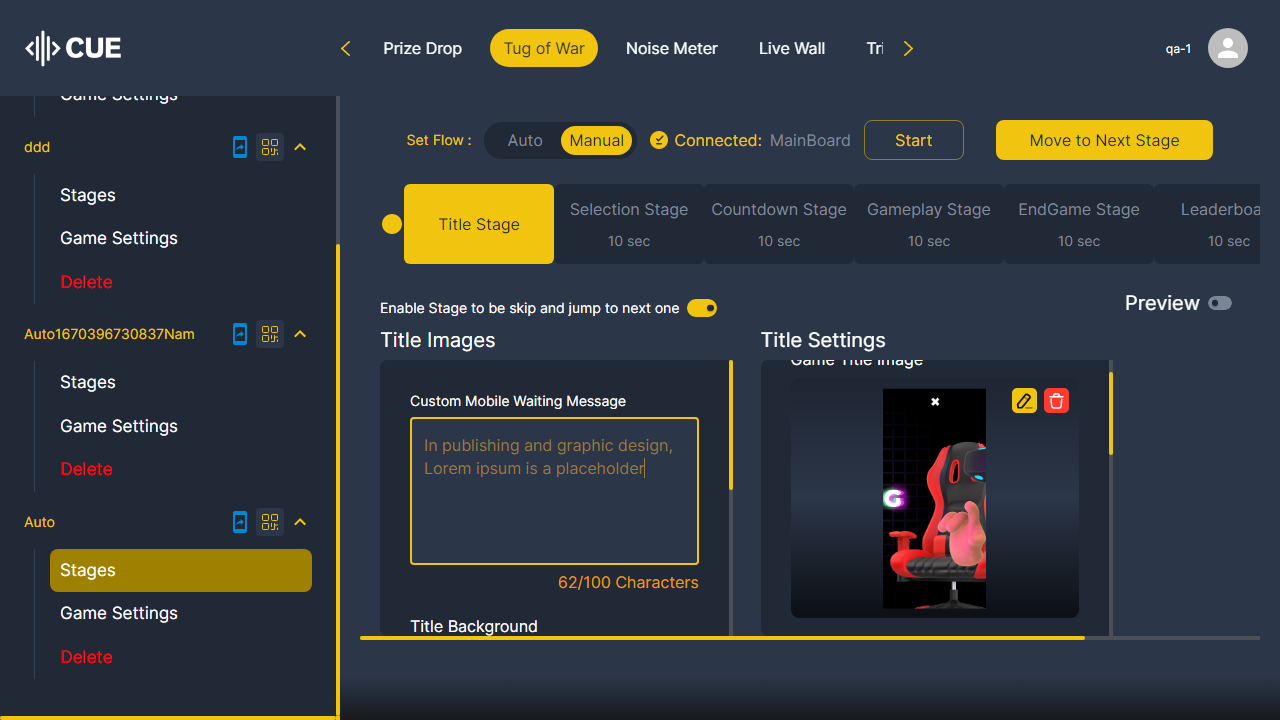 CUE
Prize Drop
Tug of War
Noise Meter
Live Wall
Tri
qa-1
Game Settings
ddd
Stages
Game Settings
Delete
Auto1670396730837Nam
Stages
Game Settings
Delete
Auto
Stages
Game Settings
Delete
Set Flow :
Auto
Manual
Connected: MainBoard
Start
Move to Next Stage
Title Stage
Selection Stage
10 sec
Countdown Stage
10 sec
Gameplay Stage
10 sec
EndGame Stage
10 sec
Leaderboa
10 sec
Enable Stage to be skip and jump to next one
Preview
Title Images
Custom Mobile Waiting Message
In publishing and graphic design,
Lorem ipsum is a placeholder
62/100 Characters
Title Background
Title Settings
Game Title Image
G